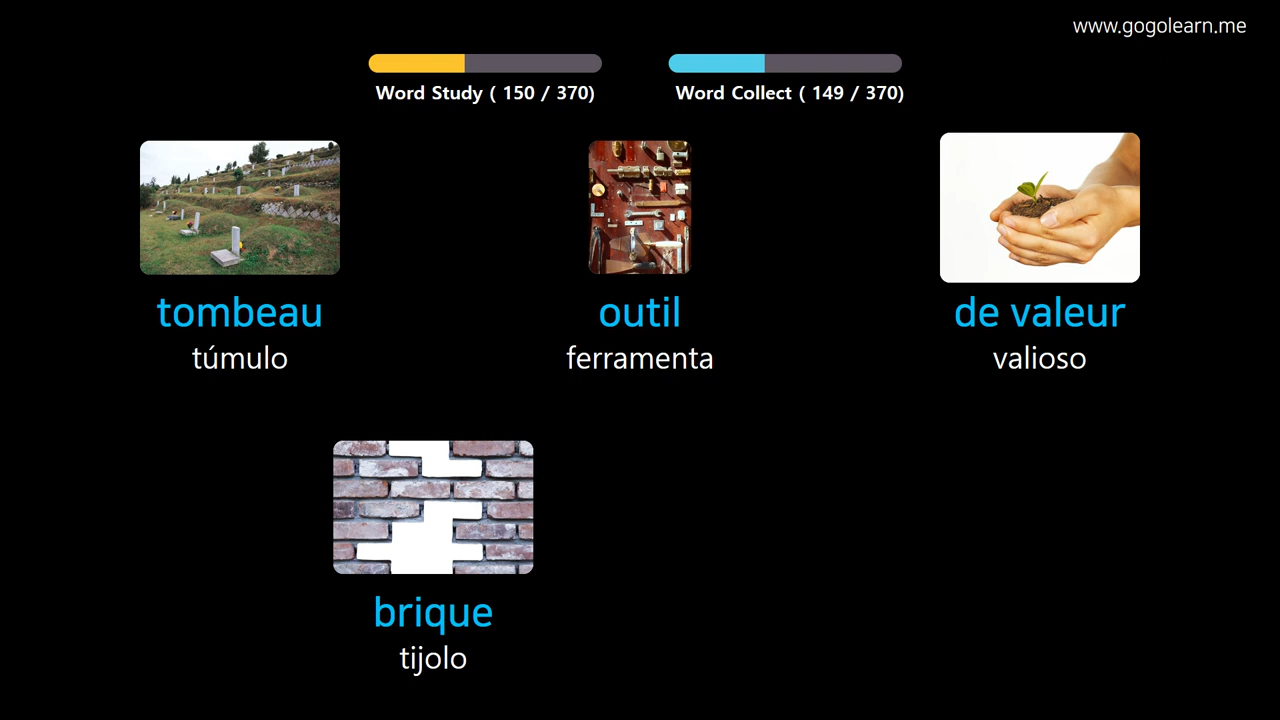 www.gogolearn.me
Word Study ( 150 / 370)
Word Collect ( 149 / 370)
tombeau
túmulo
outil
ferramenta
de valeur
valioso
brique
tijolo